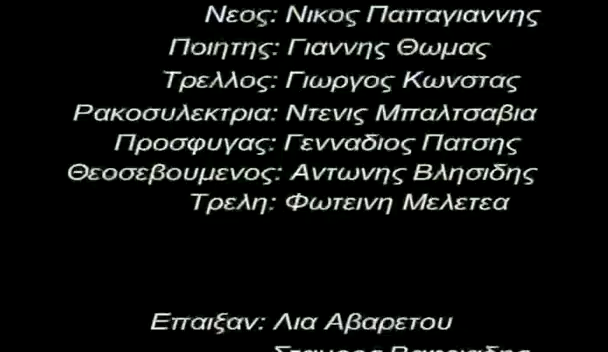 Νεος: Νικος Παπαγιαννης
Ποιητης: Γιαννης Θωμας
Τρελλος: Γιωργος Κωνστας
Ρακοσυλεκτρια: Ντενις Μπαλτσαβια
Προσφυγας: Γενναδιος Πατσης
Θεοσεβουμενος: Αντωνης Βλησιδης
Τρελη: Φωτεινη Μελετεα
Επαιξαν: Λια Αβαρετου